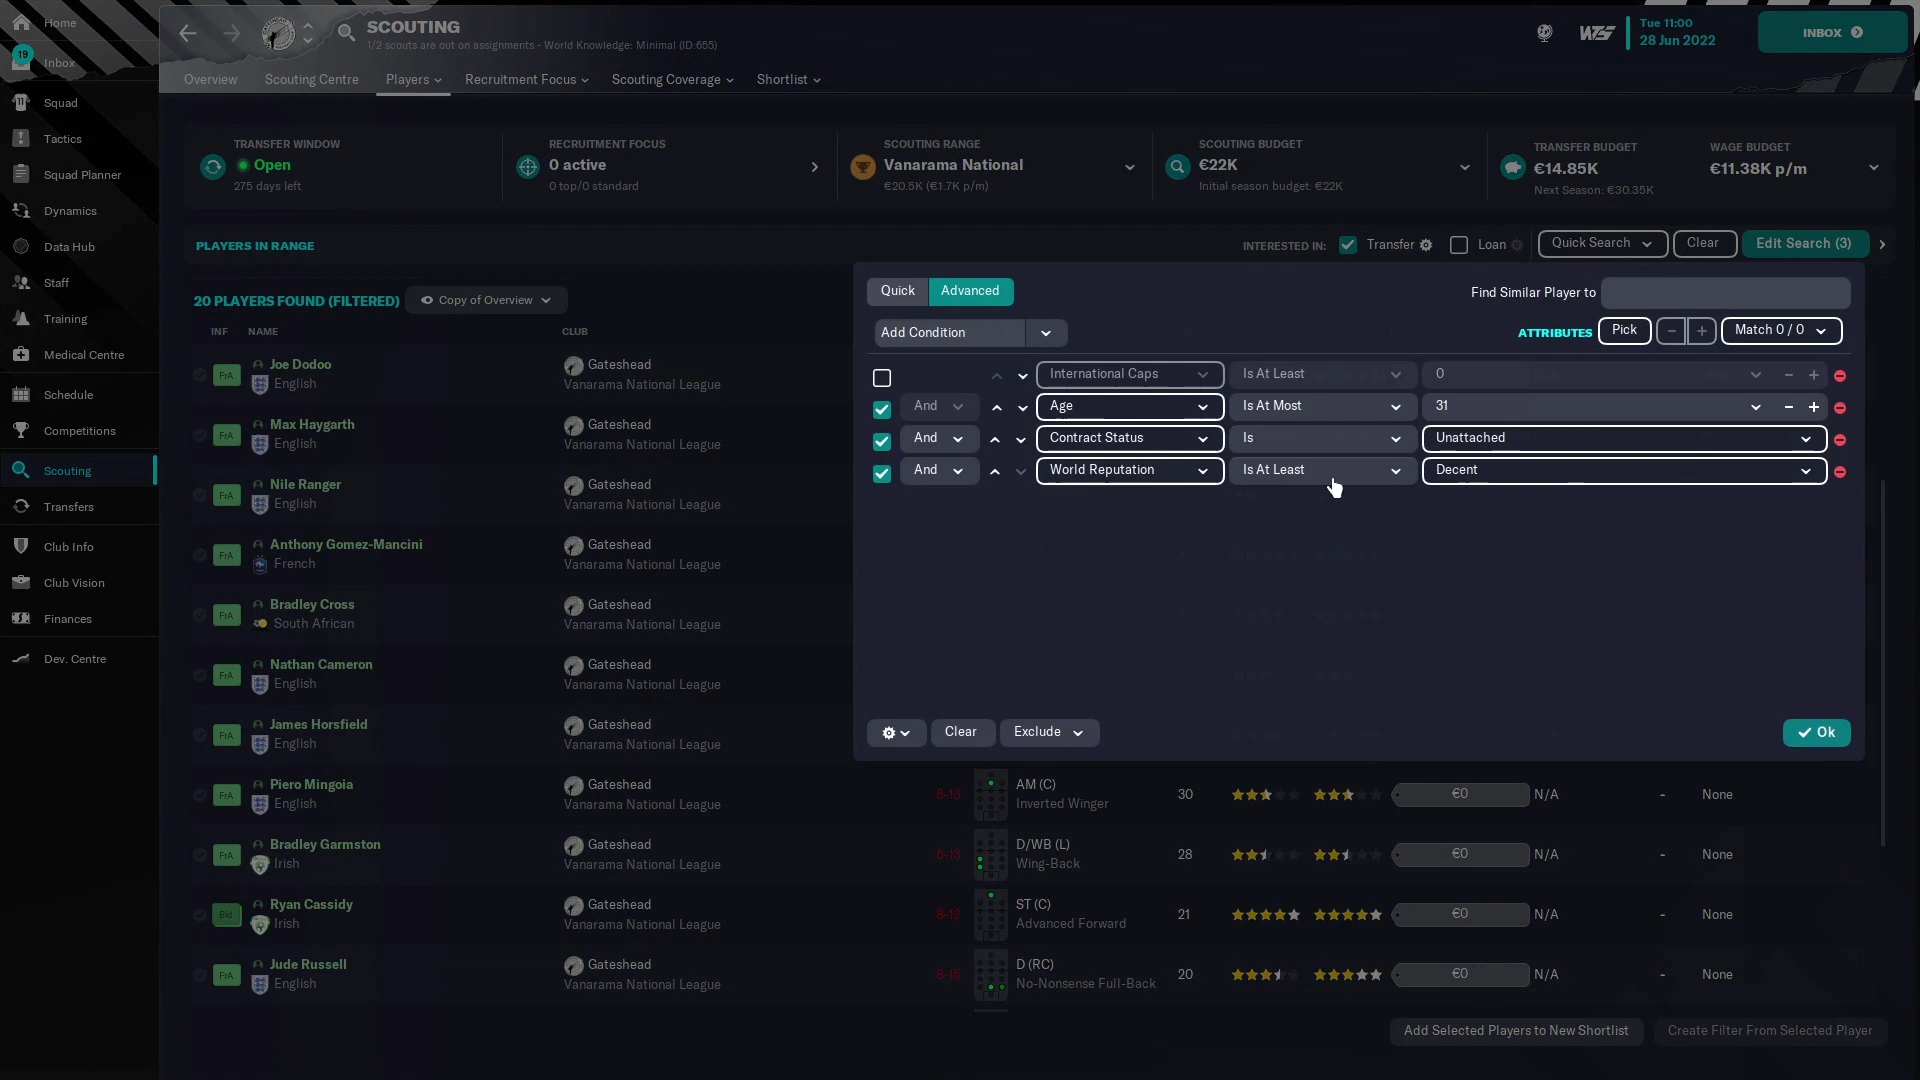 Home
19
Inbox
Squad
Tactics
Squad Planner
Dynamics
Data Hub
Staff
Training
Medical Centre
Schedule
Competitions
Scouting
Transfers
Club Info
Club Vision
Finances
Dev. Centre
SCOUTING
1/2 scouts are out on assignments - World Knowledge: Minimal (ID:655)
Tue 11:00
28 Jun 2022
INBOX
Overview Scouting Centre Players Recruitment Focus Scouting Coverage Shortlist
TRANSFER WINDOW
Open
275 days left
RECRUITMENT FOCUS
0 active
0 top/0 standard
SCOUTING RANGE
Vanarama National
€20.5K (€1.7K p/m)
SCOUTING BUDGET
€22K
Initial season budget: €22K
TRANSFER BUDGET
€14.85K
Next Season: €30.35K
WAGE BUDGET
€11.38K p/m
PLAYERS IN RANGE
INTERESTED IN: Transfer Loan Quick Search Clear Edit Search (3)
20 PLAYERS FOUND (FILTERED) Copy of Overview
INF NAME CLUB
FrA Joe Dodoo Gateshead
English Vanarama National League
FrA Max Haygarth Gateshead
English Vanarama National League
FrA Nile Ranger Gateshead
English Vanarama National League
FrA Anthony Gomez-Mancini Gateshead
French Vanarama National League
FrA Bradley Cross Gateshead
South African Vanarama National League
FrA Nathan Cameron Gateshead
English Vanarama National League
FrA James Horsfield Gateshead
English Vanarama National League
FrA Piero Mingoia Gateshead AM (C) 30 €0 N/A - None
English Vanarama National League Inverted Winger
FrA Bradley Garmston Gateshead D/WB (L) 28 €0 N/A - None
Irish Vanarama National League Wing-Back
Bid Ryan Cassidy Gateshead 8-12 ST (C) 21 €0 N/A - None
Irish Vanarama National League Advanced Forward
FrA Jude Russell Gateshead D (RC) 20 €0 N/A - None
English Vanarama National League No-Nonsense Full-Back
Quick Advanced Find Similar Player to
Add Condition ATTRIBUTES Pick - + Match 0 / 0
International Caps Is At Least 0 - +
And Age Is At Most 31 - +
And Contract Status Is Unattached
And World Reputation Is At Least Decent
Clear Exclude Ok
Add Selected Players to New Shortlist Create Filter From Selected Player